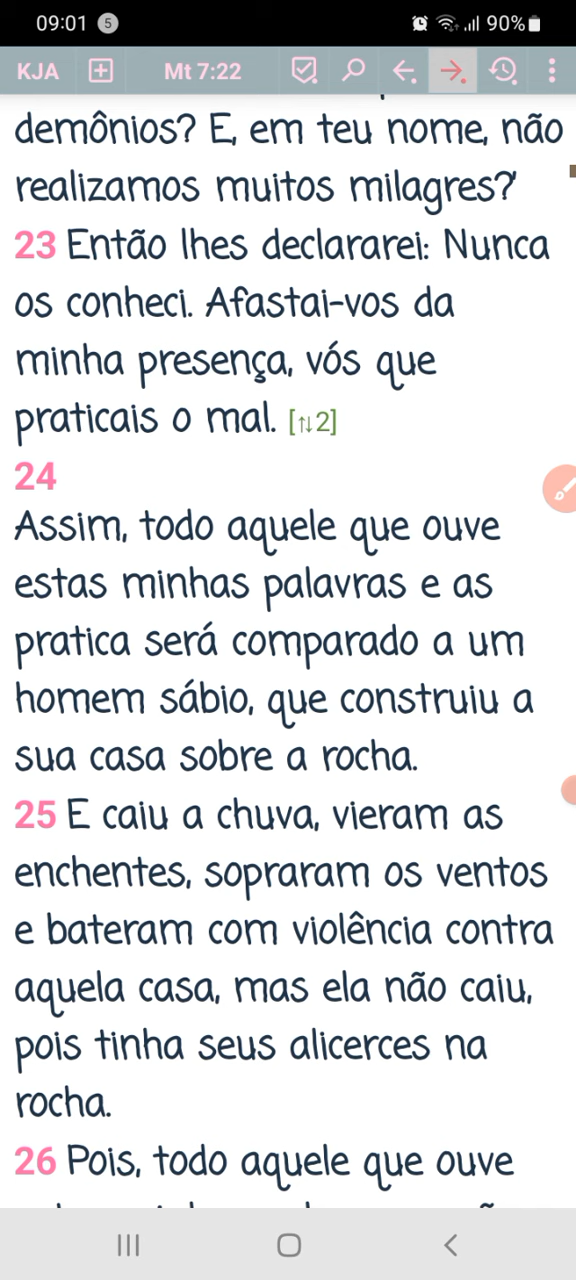 09:01 5 90%
KJA Mt 7:22
demônios? E, em teu nome, não
realizamos muitos milagres?'
23 Então lhes declararei: Nunca
os conheci. Afastai-vos da
minha presença, vós que
praticais o mal. [⇅2]
24
Assim, todo aquele que ouve
estas minhas palavras e as
pratica será comparado a um
homem sábio, que construiu a
sua casa sobre a rocha.
25 E caiu a chuva, vieram as
enchentes, sopraram os ventos
e bateram com violência contra
aquela casa, mas ela não caiu,
pois tinha seus alicerces na
rocha.
26 Pois, todo aquele que ouve